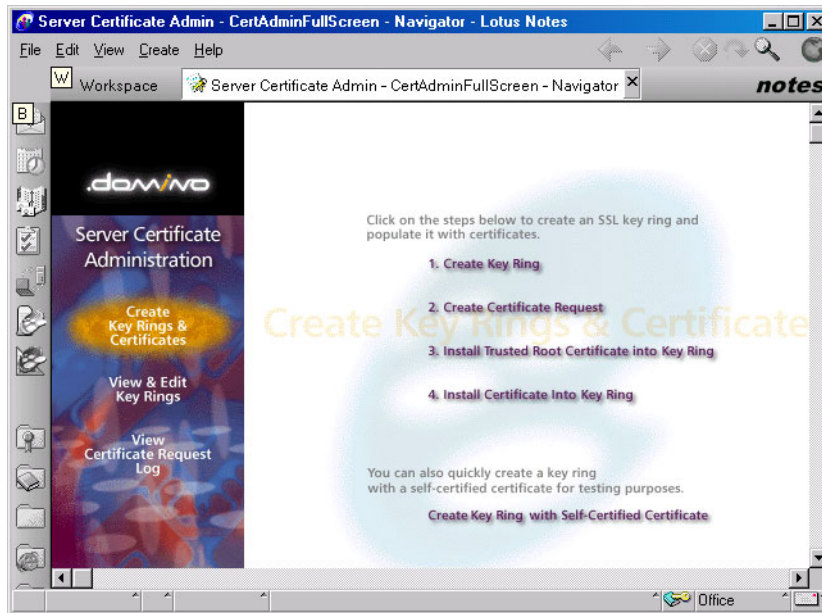 Server Certificate Admin - CertAdminFullScreen - Navigator - Lotus Notes
File Edit View Create Help
W Workspace Server Certificate Admin - CertAdminFullScreen - Navigator notes
B
.domino
Server Certificate
Administration
Create
Key Rings &
Certificates
View & Edit
Key Rings
View
Certificate Request
Log
Create Key Rings & Certificate
Click on the steps below to create an SSL key ring and
populate it with certificates.
1. Create Key Ring
2. Create Certificate Request
3. Install Trusted Root Certificate into Key Ring
4. Install Certificate Into Key Ring
You can also quickly create a key ring
with a self-certified certificate for testing purposes.
Create Key Ring with Self-Certified Certificate
Office